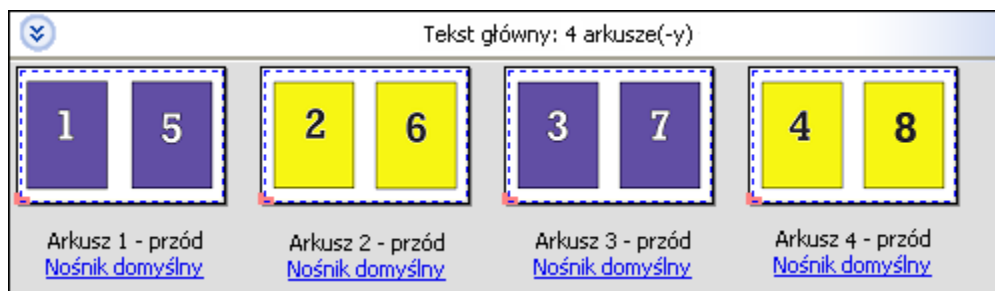 Tekst główny: 4 arkusze(-y)
1 5 2 6 3 7 4 8
Arkusz 1 - przód Arkusz 2 - przód Arkusz 3 - przód Arkusz 4 - przód
Nośnik domyślny Nośnik domyślny Nośnik domyślny Nośnik domyślny